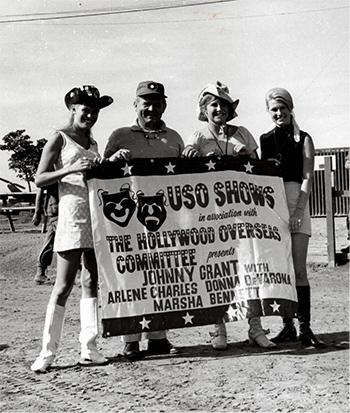 USO SHOWS
in association with
THE HOLLYWOOD OVERSEAS
COMMITTEE presents
JOHNNY GRANT WITH
ARLENE CHARLES DONNA DeVARONA
MARSHA BENNETT